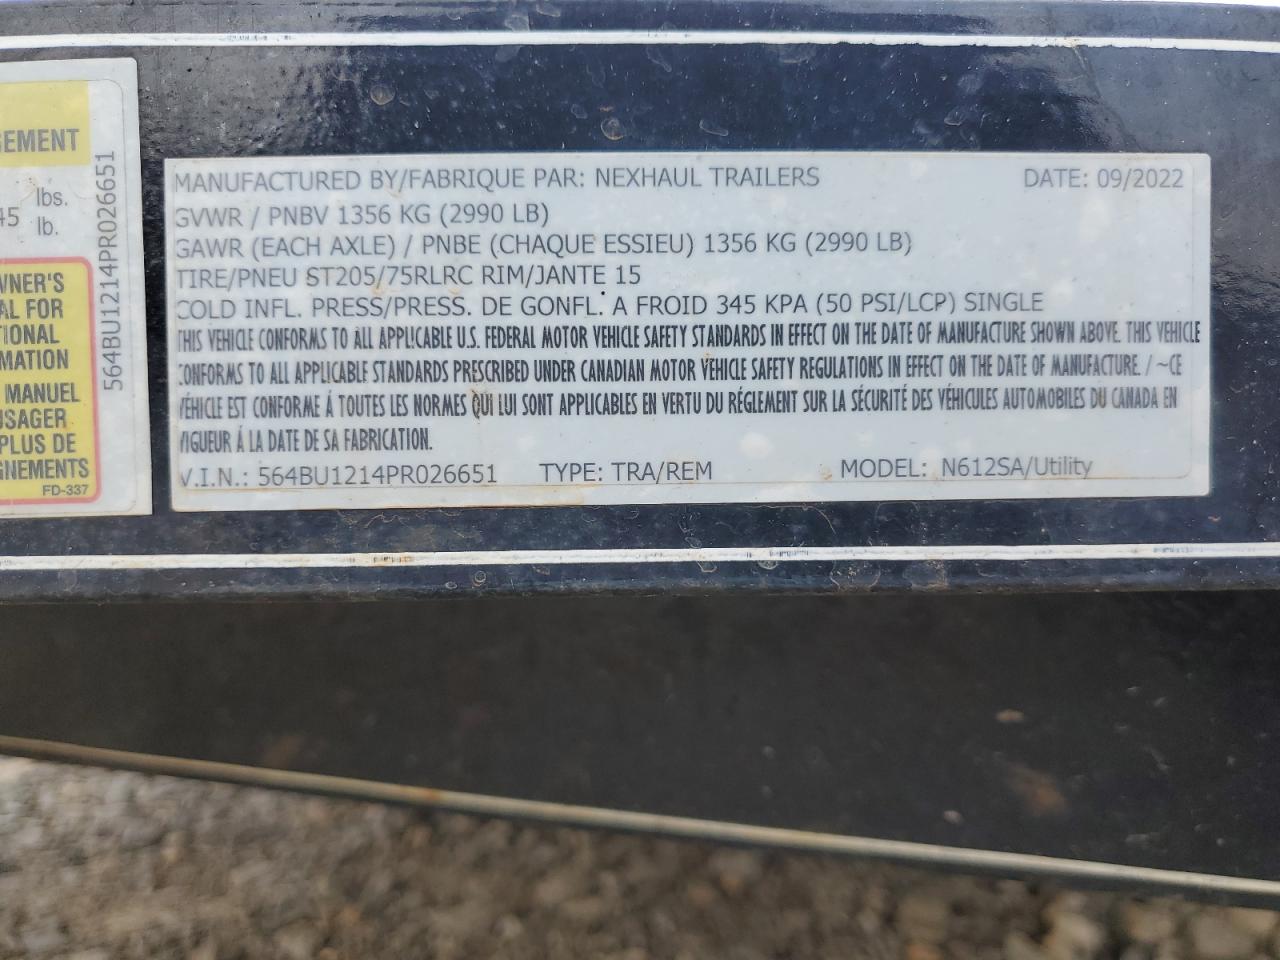 GEMENT
lbs.
45 lb.
WNER'S
AL FOR
TIONAL
MATION
MANUEL
USAGER
PLUS DE
GNEMENTS
FD-337
564BU1214PR026651
MANUFACTURED BY/FABRIQUE PAR: NEXHAUL TRAILERS DATE: 09/2022
GVWR / PNBV 1356 KG (2990 LB)
GAWR (EACH AXLE) / PNBE (CHAQUE ESSIEU) 1356 KG (2990 LB)
TIRE/PNEU ST205/75RLRC RIM/JANTE 15
COLD INFL. PRESS/PRESS. DE GONFL. A FROID 345 KPA (50 PSI/LCP) SINGLE
THIS VEHICLE CONFORMS TO ALL APPLICABLE U.S. FEDERAL MOTOR VEHICLE SAFETY STANDARDS IN EFFECT ON THE DATE OF MANUFACTURE SHOWN ABOVE. THIS VEHICLE
CONFORMS TO ALL APPLICABLE STANDARDS PRESCRIBED UNDER CANADIAN MOTOR VEHICLE SAFETY REGULATIONS IN EFFECT ON THE DATE OF MANUFACTURE. / ~CE
VÉHICLE EST CONFORME À TOUTES LES NORMES QUI LUI SONT APPLICABLES EN VERTU DU RÉGLEMENT SUR LA SÉCURITÉ DES VÉHICULES AUTOMOBILES DU CANADA EN
VIGUEUR Á LA DATE DE SA FABRICATION.
V.I.N.: 564BU1214PR026651 TYPE: TRA/REM MODEL: N612SA/Utility